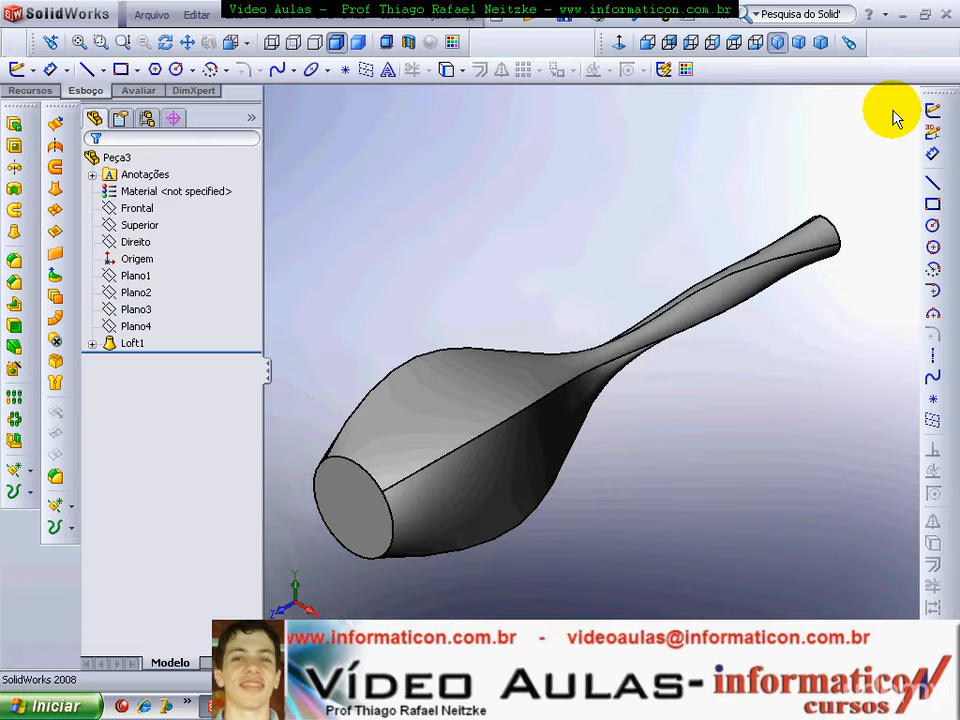 Vídeo Aulas - Prof Thiago Rafael Neitzke - www.informaticon.com.br
SolidWorks
Arquivo
Editar
Pesquisa do Solid'
Recursos
Esboço
Avaliar
DimXpert
Peça3
Anotações
Material <not specified>
Frontal
Superior
Direito
Origem
Plano1
Plano2
Plano3
Plano4
Loft1
Modelo
SolidWorks 2008
Iniciar
www.informaticon.com.br - videoaulas@informaticon.com.br
Vídeo Aulas- informaticon
cursos
Prof Thiago Rafael Neitzke